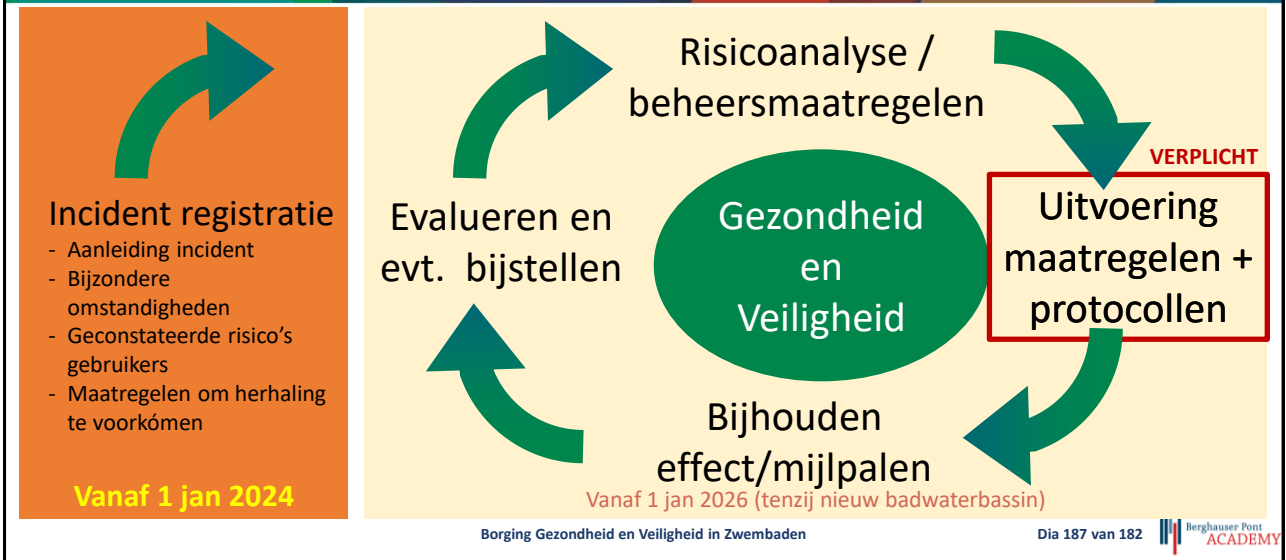 Incident registratie
- Aanleiding incident
- Bijzondere
omstandigheden
- Geconstateerde risico's
gebruikers
- Maatregelen om herhaling
te voorkómen
Vanaf 1 jan 2024
Risicoanalyse /
beheersmaatregelen
VERPLICHT
Uitvoering
maatregelen +
protocollen
Gezondheid
en
Veiligheid
Evalueren en
evt. bijstellen
Bijhouden
effect/mijlpalen
Vanaf 1 jan 2026 (tenzij nieuw badwaterbassin)
Borging Gezondheid en Veiligheid in Zwembaden
Dia 187 van 182
Berghauser Pont
ACADEMY